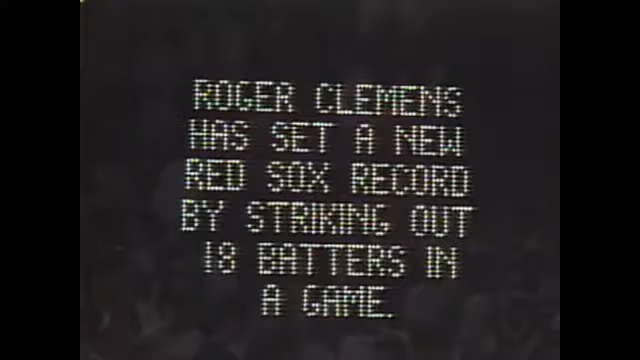 ROGER CLEMENS
HAS SET A NEW
RED SOX RECORD
BY STRIKING OUT
18 BATTERS IN
A GAME.